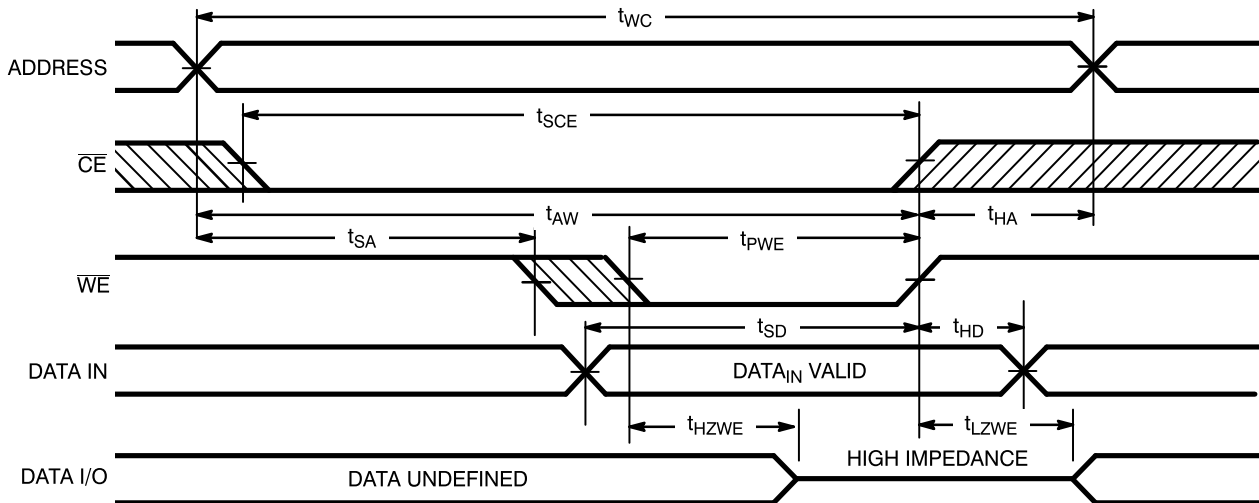 tWC
ADDRESS
tSCE
CE
tAW
tHA
tSA
tPWE
WE
tSD
tHD
DATA IN
DATAIN VALID
tHZWE
tLZWE
HIGH IMPEDANCE
DATA I/O
DATA UNDEFINED